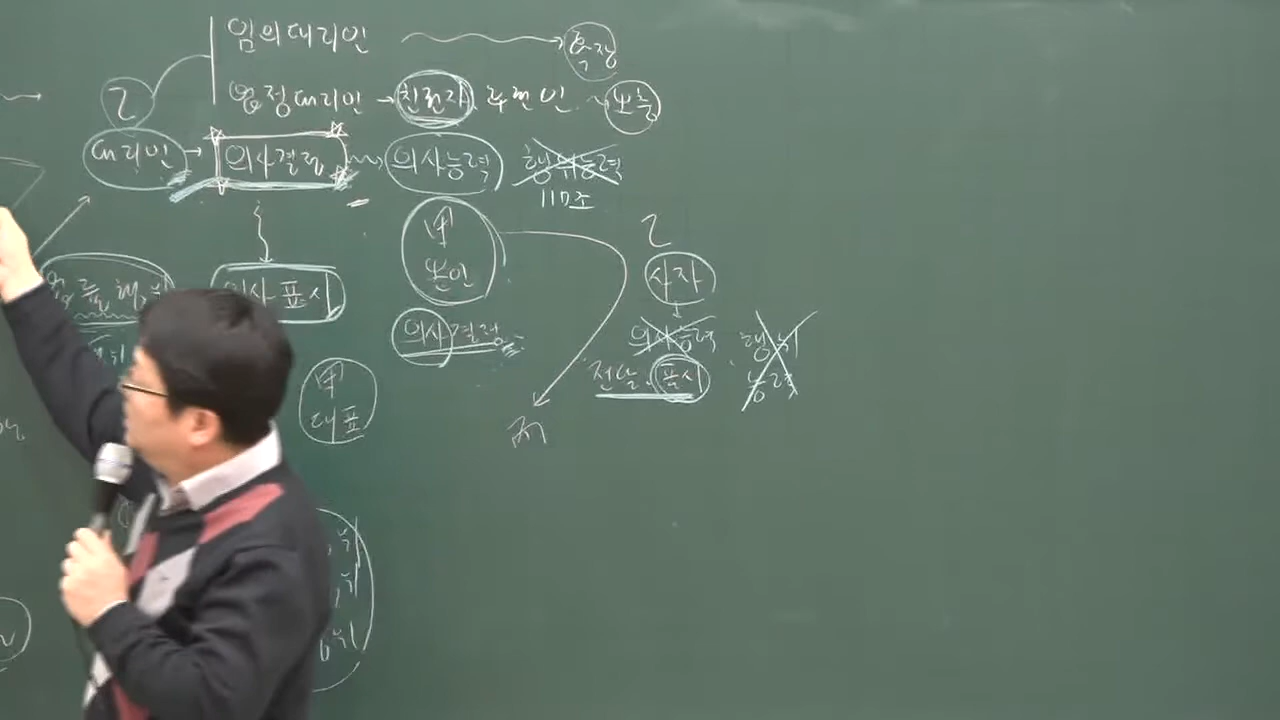 임의대리인 → 확장
乙 법정대리인 → 친권자, 후견인 보충
대리인 → 의사결정 의사능력 행위능력
117조
甲 본인
乙
사자
의사표시
의사결정
의사능력 행위능력
전달, 표시
甲 대표
丙